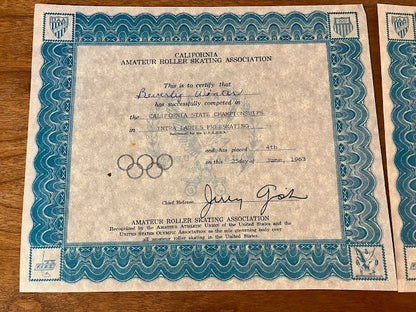 CALIFORNIA
AMATEUR ROLLER SKATING ASSOCIATION
This is to certify that
Beverly
has successfully competed in
the CALIFORNIA STATE CHAMPIONSHIPS
in INTRA LADIES FREESKATING
and has placed 4th
on this day of June, 1963
Chief Referee, Jerry
AMATEUR ROLLER SKATING ASSOCIATION
Recognized by the Amateur Athletic Union of the United States and the
United States Olympic Association as the sole governing body over
all amateur roller skating in the United States.